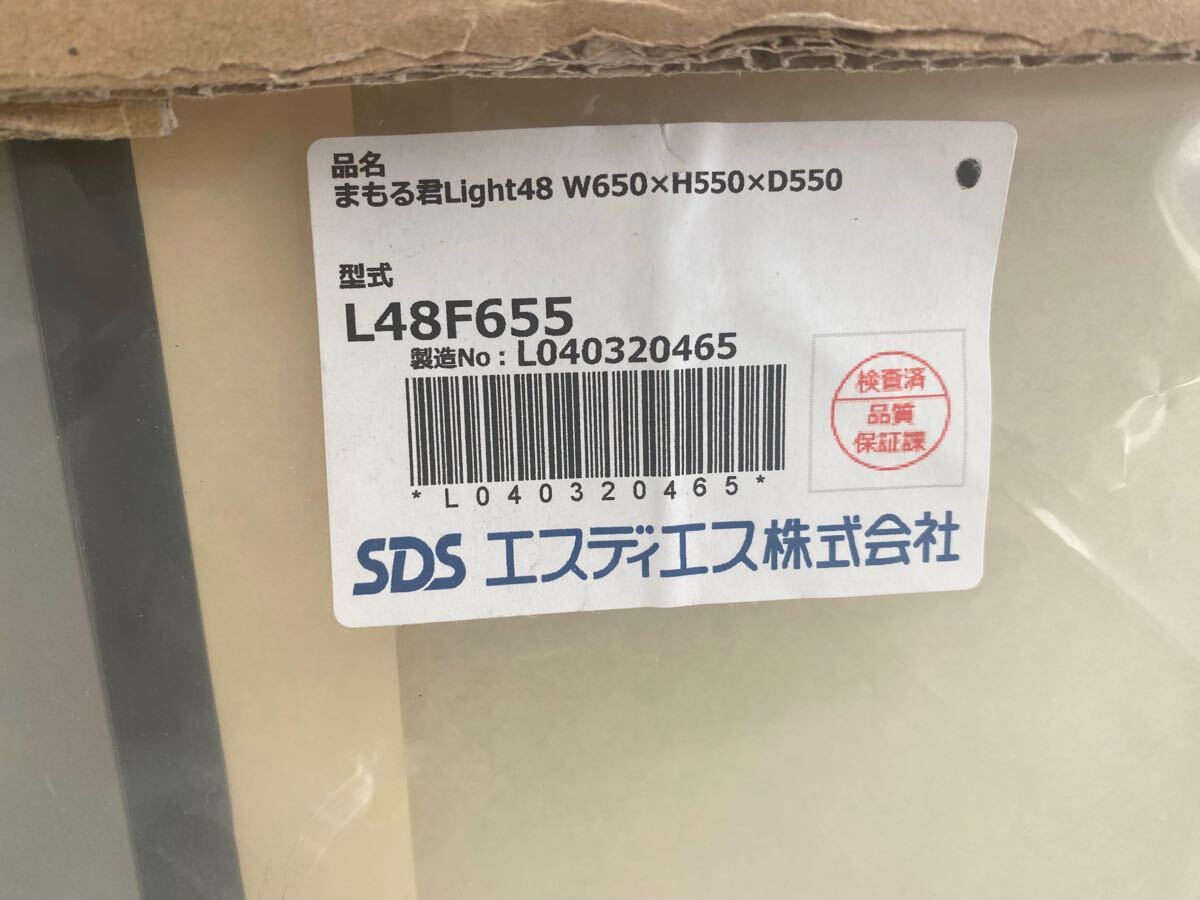 品名
まもる君Light48 W650×H550×D550
型式
L48F655
製造No：L040320465
*L040320465*
検査済
品質
保証課
SDS エスディエス株式会社